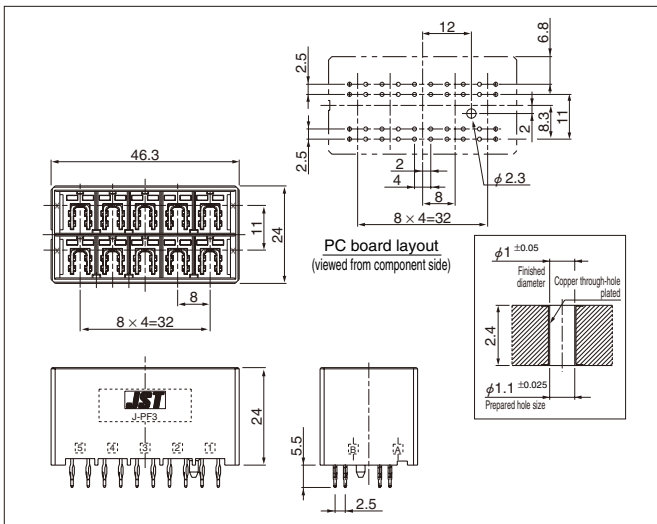 12
6.8
2.5
2.5
11
8.3
2
2
4
8
φ2.3
8 × 4=32
PC board layout
(viewed from component side)
46.3
11
24
8
8 × 4=32
φ1 ±0.05
Finished
diameter
Copper through-hole
plated
2.4
φ1.1 ±0.025
Prepared hole size
JST
J-PF3
5 4 3 2 1
24
B A
5.5
2.5